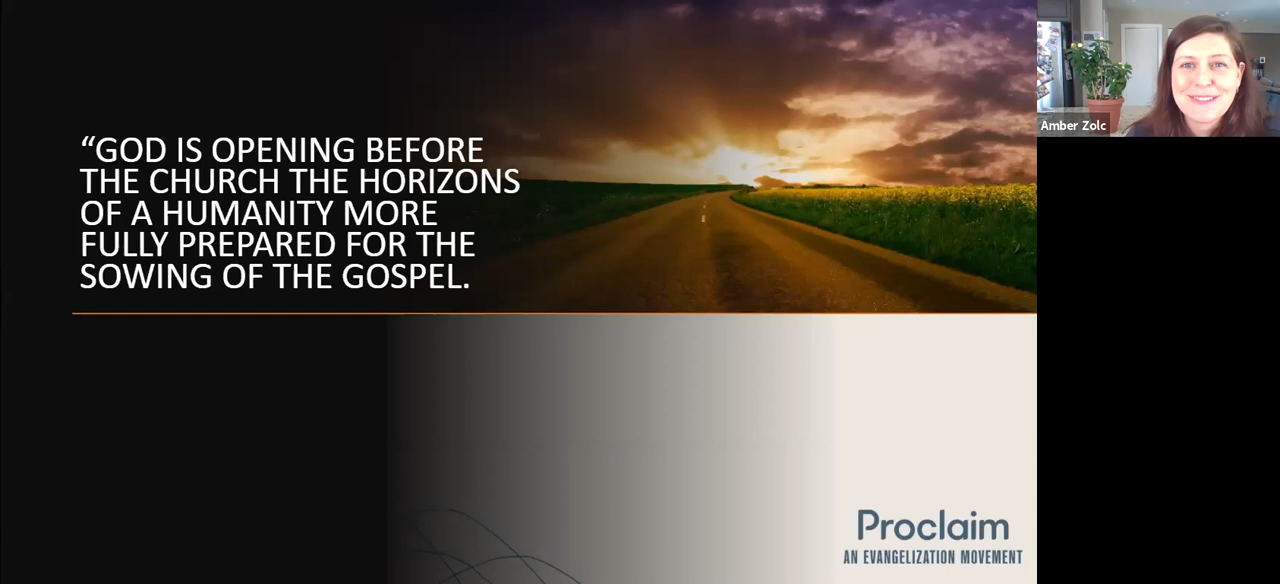 “GOD IS OPENING BEFORE
THE CHURCH THE HORIZONS
OF A HUMANITY MORE
FULLY PREPARED FOR THE
SOWING OF THE GOSPEL.
Amber Zolc
Proclaim
AN EVANGELIZATION MOVEMENT